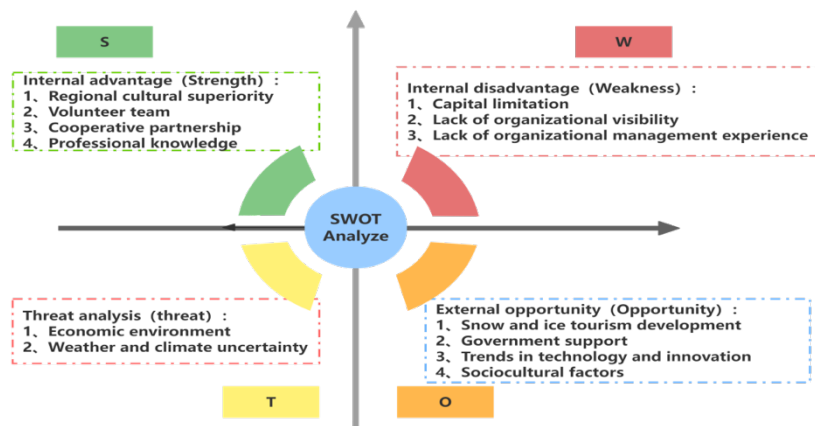 S
Internal advantage (Strength) :
1、Regional cultural superiority
2、Volunteer team
3、Cooperative partnership
4、Professional knowledge
W
Internal disadvantage (Weakness) :
1、Capital limitation
2、Lack of organizational visibility
3、Lack of organizational management experience
SWOT
Analyze
Threat analysis (threat) :
1、Economic environment
2、Weather and climate uncertainty
T
External opportunity (Opportunity) :
1、Snow and ice tourism development
2、Government support
3、Trends in technology and innovation
4、Sociocultural factors
O